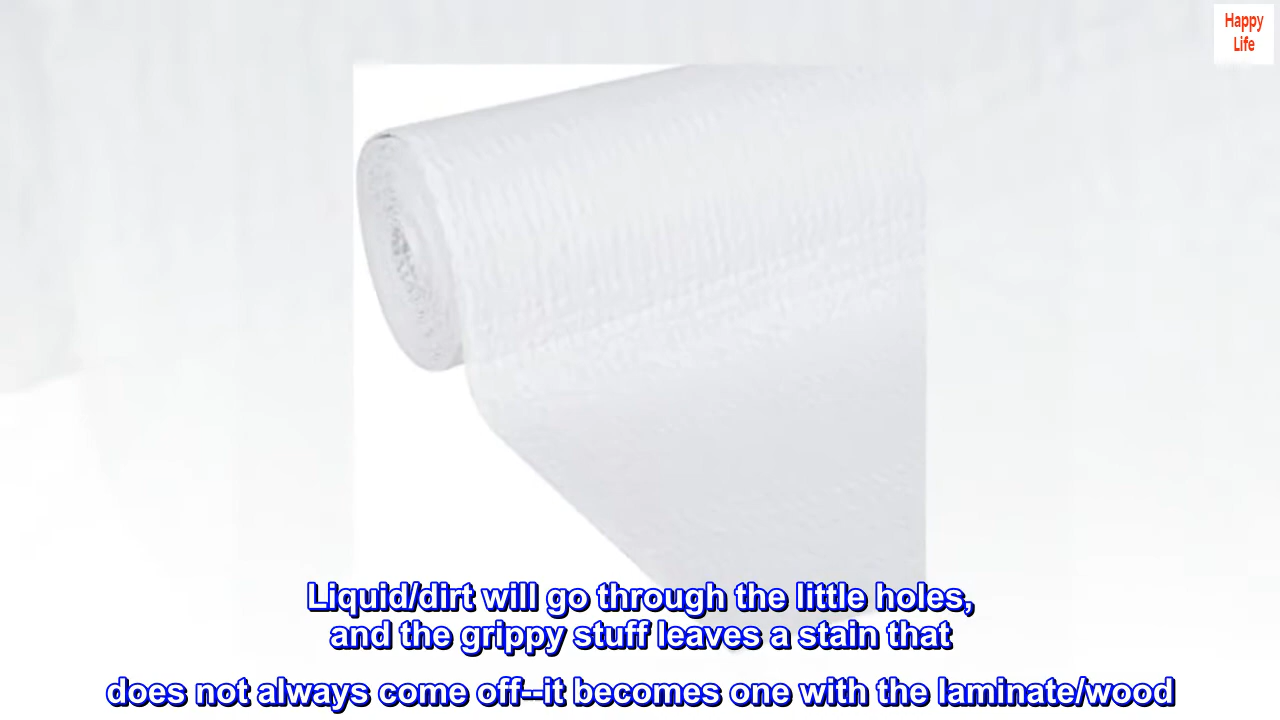 Happy
Life
Liquid/dirt will go through the little holes,
and the grippy stuff leaves a stain that
does not always come off--it becomes one with the laminate/wood